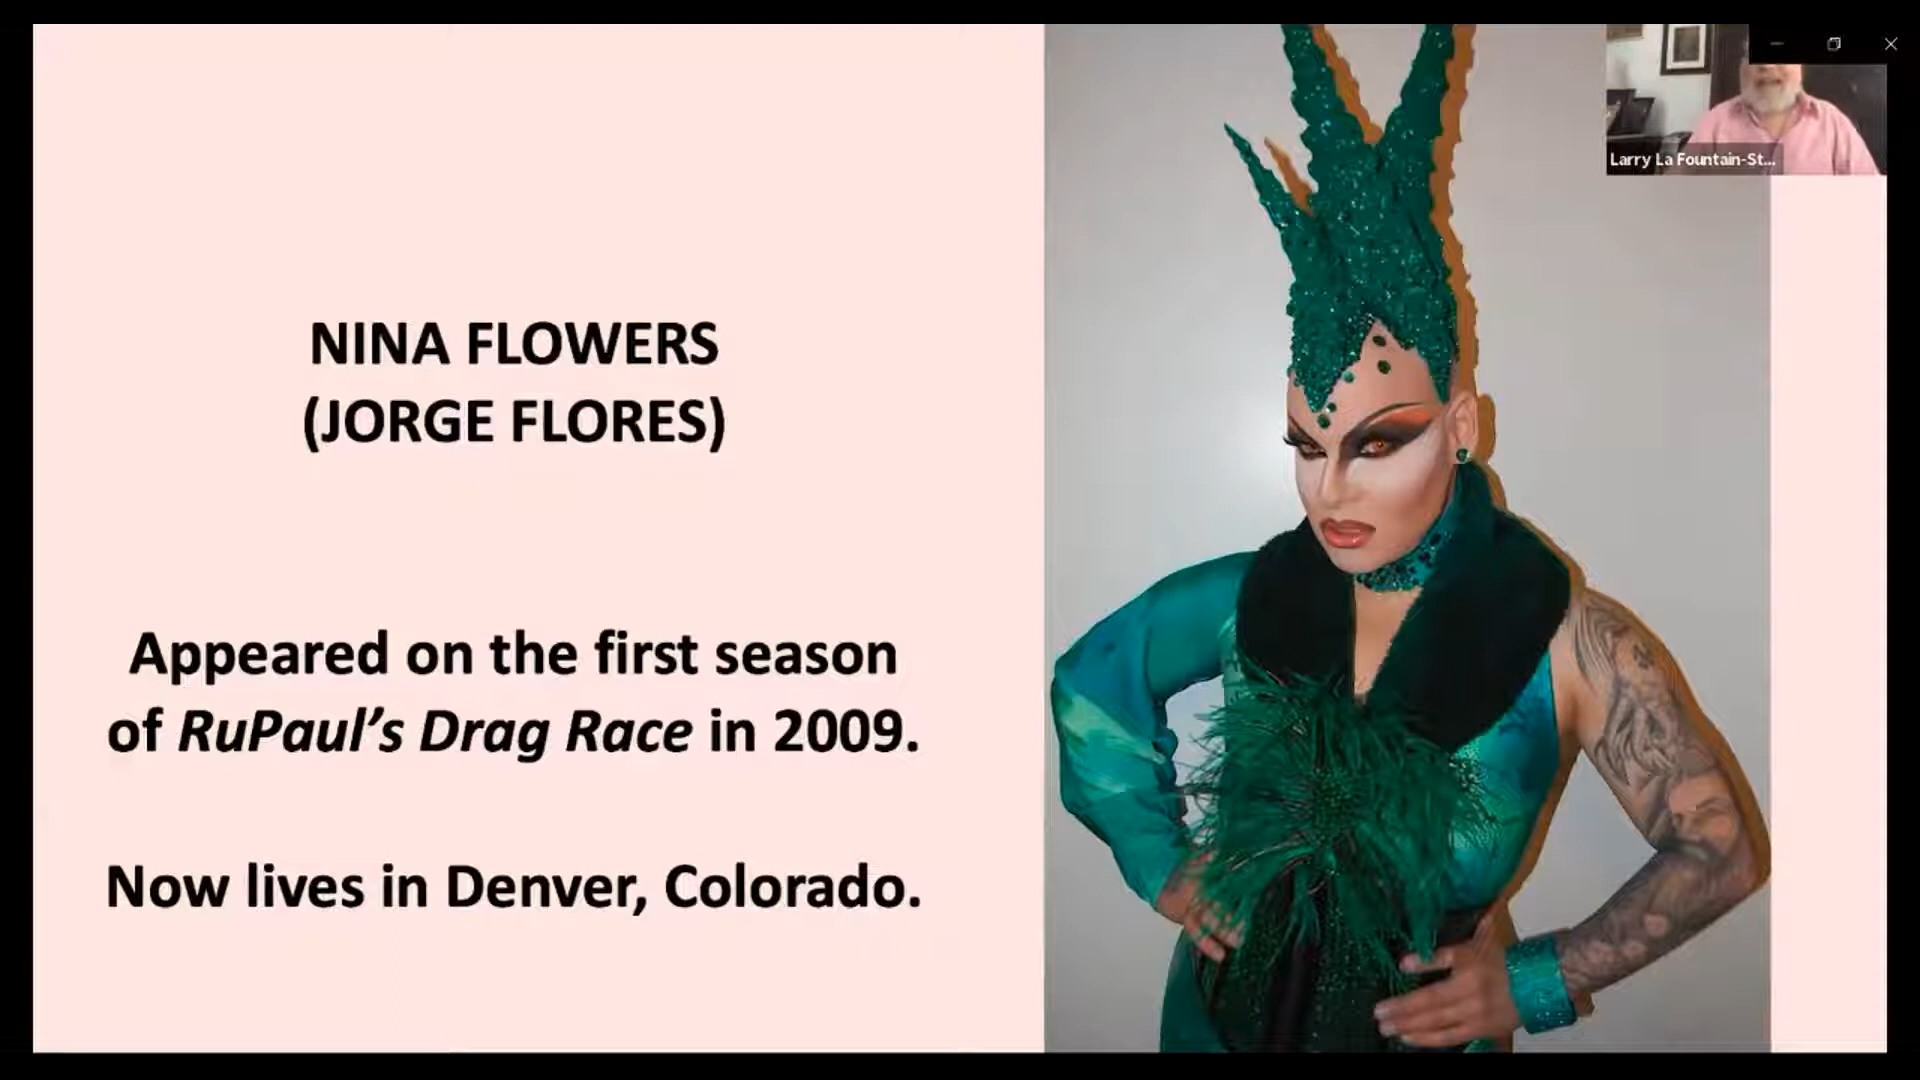 Larry La Fountain-St...
NINA FLOWERS
(JORGE FLORES)
Appeared on the first season
of RuPaul's Drag Race in 2009.
Now lives in Denver, Colorado.